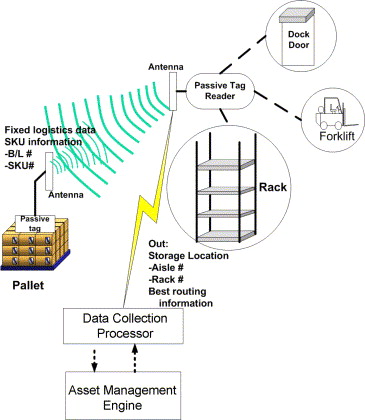 Dock
Door
Antenna
Passive Tag
Reader
Forklift
Fixed logistics data
SKU information
-B/L #
-SKU#
Antenna
Rack
Passive
tag
Pallet
Out:
Storage Location
-Aisle #
-Rack #
Best routing
information
Data Collection
Processor
Asset Management
Engine